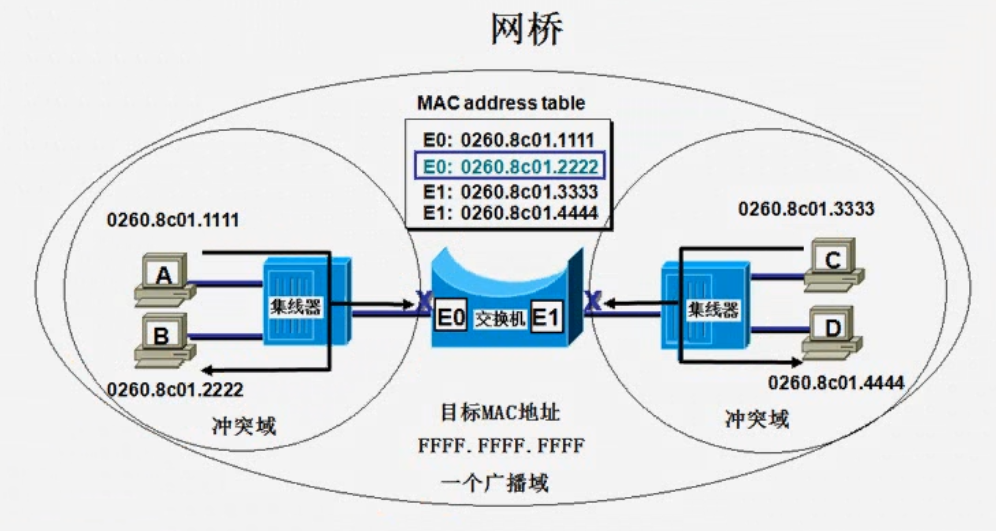 网桥
MAC address table
E0: 0260.8c01.1111
E0: 0260.8c01.2222
E1: 0260.8c01.3333
E1: 0260.8c01.4444
0260.8c01.1111
0260.8c01.3333
A
集线器
B
X
E0
交换机
E1
X
集线器
C
D
0260.8c01.2222
0260.8c01.4444
冲突域
目标MAC地址
FFFF.FFFF.FFFF
一个广播域
冲突域